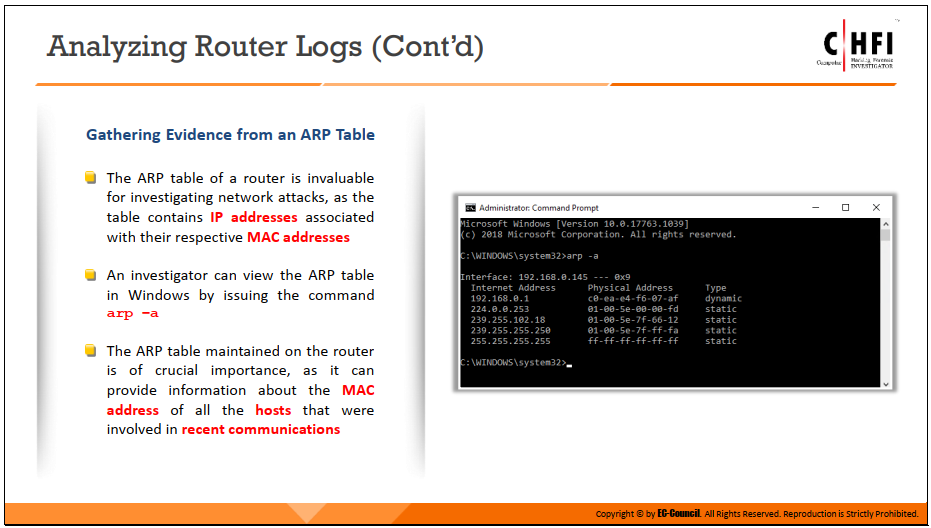 Analyzing Router Logs (Cont’d)
C HFI
Computer Hacking Forensic
INVESTIGATOR
Gathering Evidence from an ARP Table
The ARP table of a router is invaluable
for investigating network attacks, as the
table contains IP addresses associated
with their respective MAC addresses
An investigator can view the ARP table
in Windows by issuing the command
arp –a
The ARP table maintained on the router
is of crucial importance, as it can
provide information about the MAC
address of all the hosts that were
involved in recent communications
Administrator: Command Prompt
Microsoft Windows [Version 10.0.17763.1039]
(c) 2018 Microsoft Corporation. All rights reserved.
C:\WINDOWS\system32>arp -a
Interface: 192.168.0.145 --- 0x9
Internet Address Physical Address Type
192.168.0.1 c0-ea-e4-f6-07-af dynamic
224.0.0.253 01-00-5e-00-00-fd static
239.255.102.18 01-00-5e-7f-66-12 static
239.255.255.250 01-00-5e-7f-ff-fa static
255.255.255.255 ff-ff-ff-ff-ff-ff static
C:\WINDOWS\system32>
Copyright © by EC-Council. All Rights Reserved. Reproduction is Strictly Prohibited.